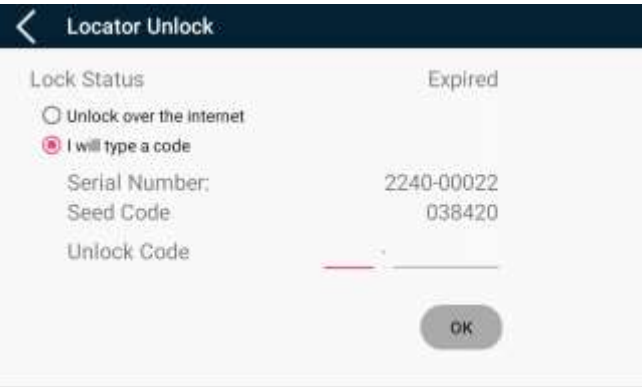 Locator Unlock
Lock Status Expired
Unlock over the internet
I will type a code
Serial Number: 2240-00022
Seed Code 038420
Unlock Code -
OK